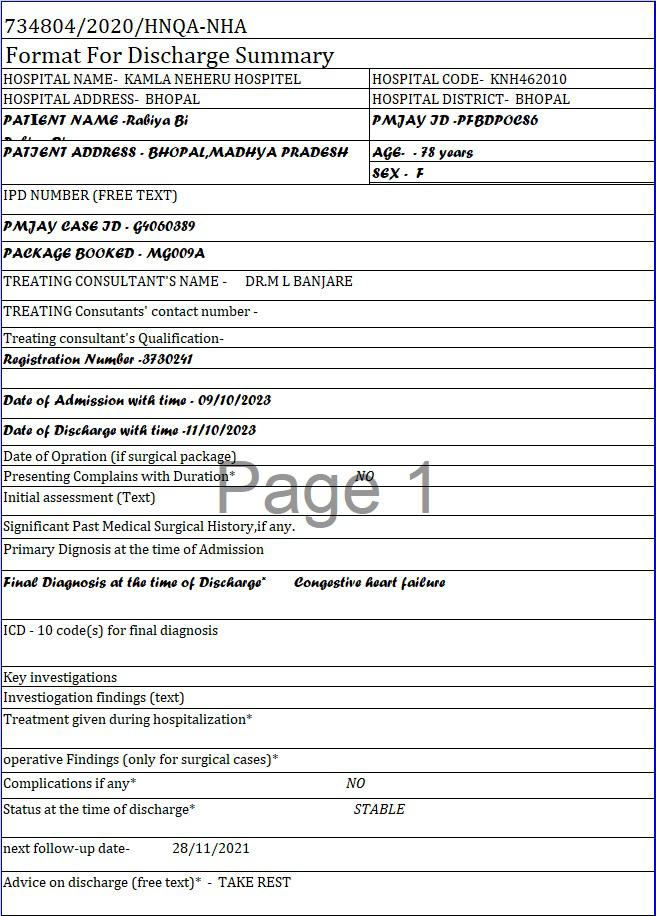 734804/2020/HNQA-NHA
Format For Discharge Summary
HOSPITAL NAME- KAMLA NEHERU HOSPITEL
HOSPITAL CODE- KNH462010
HOSPITAL ADDRESS- BHOPAL
HOSPITAL DISTRICT- BHOPAL
PATIENT NAME -Rabiya Bi
PMJAY ID -PFBDPOC86
PATIENT ADDRESS - BHOPAL,MADHYA PRADESH
AGE- - 78 years
SEX - F
IPD NUMBER (FREE TEXT)
PMJAY CASE ID - G4060389
PACKAGE BOOKED - MG009A
TREATING CONSULTANT'S NAME - DR.M L BANJARE
TREATING Consutants' contact number -
Treating consultant's Qualification-
Registration Number -3730241
Date of Admission with time - 09/10/2023
Date of Discharge with time -11/10/2023
Date of Opration (if surgical package)
Presenting Complains with Duration* NO
Page 1
Initial assessment (Text)
Significant Past Medical Surgical History,if any.
Primary Dignosis at the time of Admission
Final Diagnosis at the time of Discharge* Congestive heart failure
ICD - 10 code(s) for final diagnosis
Key investigations
Investiogation findings (text)
Treatment given during hospitalization*
operative Findings (only for surgical cases)*
Complications if any* NO
Status at the time of discharge* STABLE
next follow-up date- 28/11/2021
Advice on discharge (free text)* - TAKE REST